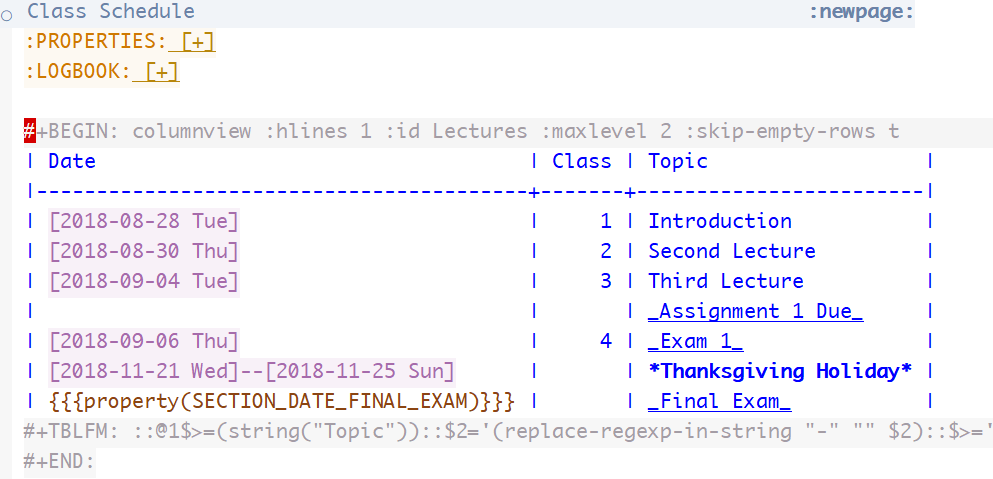 Class Schedule :newpage:
:PROPERTIES: [+]
:LOGBOOK: [+]
#+BEGIN: columnview :hlines 1 :id Lectures :maxlevel 2 :skip-empty-rows t
| Date | Class | Topic |
|-----------------------------------------+-------+------------------------|
| [2018-08-28 Tue] | 1 | Introduction |
| [2018-08-30 Thu] | 2 | Second Lecture |
| [2018-09-04 Tue] | 3 | Third Lecture |
| | | _Assignment 1 Due_ |
| [2018-09-06 Thu] | 4 | _Exam 1_ |
| [2018-11-21 Wed]--[2018-11-25 Sun] | | *Thanksgiving Holiday* |
| {{{property(SECTION_DATE_FINAL_EXAM)}}} | | _Final Exam_ |
#+TBLFM: ::@1$>=(string("Topic"))::$2='(replace-regexp-in-string "-" "" $2)::$>='
#+END: